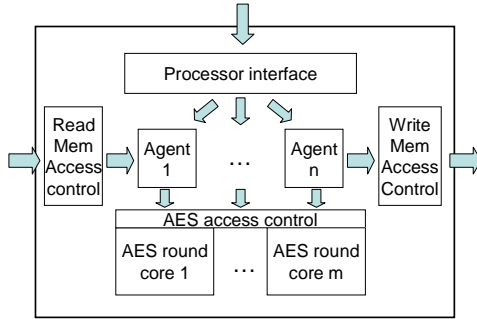 Processor interface
Read
Mem
Access
control
Agent
1
...
Agent
n
Write
Mem
Access
Control
AES access control
AES round
core 1
...
AES round
core m